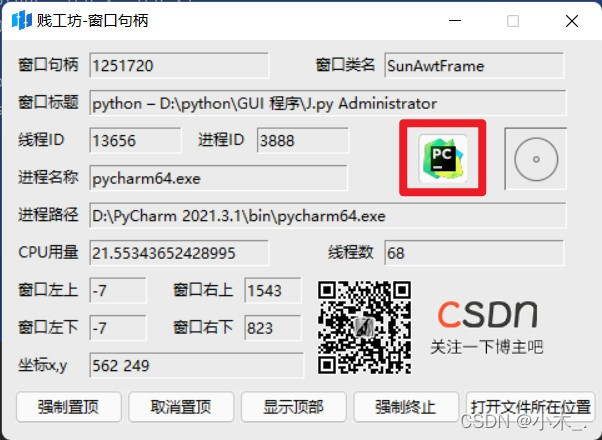 贱工坊-窗口句柄
窗口句柄 1251720 窗口类名 SunAwtFrame
窗口标题 python – D:\python\GUI 程序\J.py Administrator
线程ID 13656 进程ID 3888
PC
进程名称 pycharm64.exe
进程路径 D:\PyCharm 2021.3.1\bin\pycharm64.exe
CPU用量 21.55343652428995 线程数 68
窗口左上 -7 窗口右上 1543
CSDN
窗口左下 -7 窗口右下 823
关注一下博主吧
坐标x,y 562 249
强制置顶 取消置顶 显示顶部 强制终止 打开文件所在位置
CSDN @小木_.